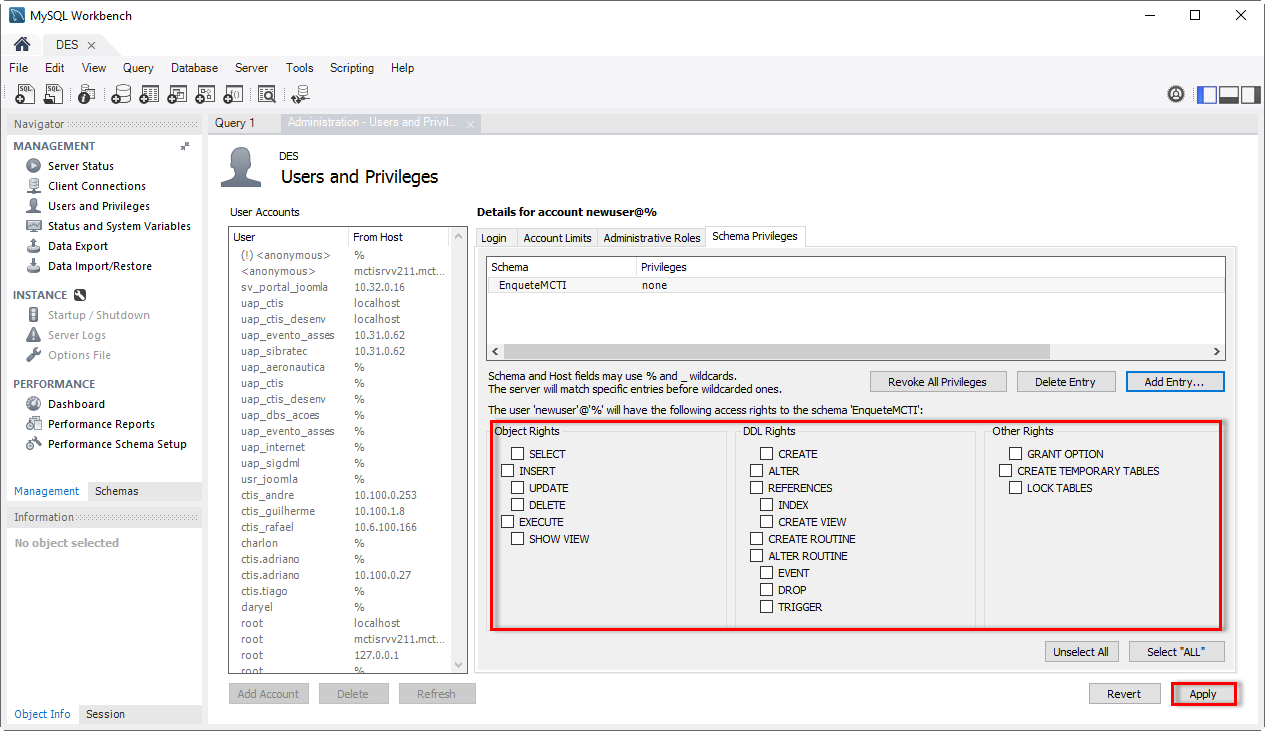 MySQL Workbench
DES
File Edit View Query Database Server Tools Scripting Help
Navigator
MANAGEMENT
Server Status
Client Connections
Users and Privileges
Status and System Variables
Data Export
Data Import/Restore
INSTANCE
Startup / Shutdown
Server Logs
Options File
PERFORMANCE
Dashboard
Performance Reports
Performance Schema Setup
Management Schemas
Information
No object selected
Object Info Session
Query 1 Administration - Users and Privil...
DES
Users and Privileges
User Accounts
User From Host
(!) <anonymous> %
<anonymous> mctisrvv211.mct...
sv_portal_joomla 10.32.0.16
uap_ctis localhost
uap_ctis_desenv localhost
uap_evento_asses 10.31.0.62
uap_sibratec 10.31.0.62
uap_aeronautica %
uap_ctis %
uap_ctis_desenv %
uap_dbs_acoes %
uap_evento_asses %
uap_internet %
uap_sigdml %
usr_joomla %
ctis_andre 10.100.0.253
ctis_guilherme 10.100.1.8
ctis_rafael 10.6.100.166
charlon %
ctis.adriano %
ctis.adriano 10.100.0.27
ctis.tiago %
daryel %
root localhost
root mctisrvv211.mct...
root 127.0.0.1
root %
Add Account Delete Refresh
Details for account newuser@%
Login Account Limits Administrative Roles Schema Privileges
Schema Privileges
EnqueteMCTI none
Schema and Host fields may use % and _ wildcards.
The server will match specific entries before wildcarded ones.
Revoke All Privileges Delete Entry Add Entry...
The user 'newuser'@'%' will have the following access rights to the schema 'EnqueteMCTI':
Object Rights
SELECT
INSERT
UPDATE
DELETE
EXECUTE
SHOW VIEW
DDL Rights
CREATE
ALTER
REFERENCES
INDEX
CREATE VIEW
CREATE ROUTINE
ALTER ROUTINE
EVENT
DROP
TRIGGER
Other Rights
GRANT OPTION
CREATE TEMPORARY TABLES
LOCK TABLES
Unselect All Select "ALL"
Revert Apply